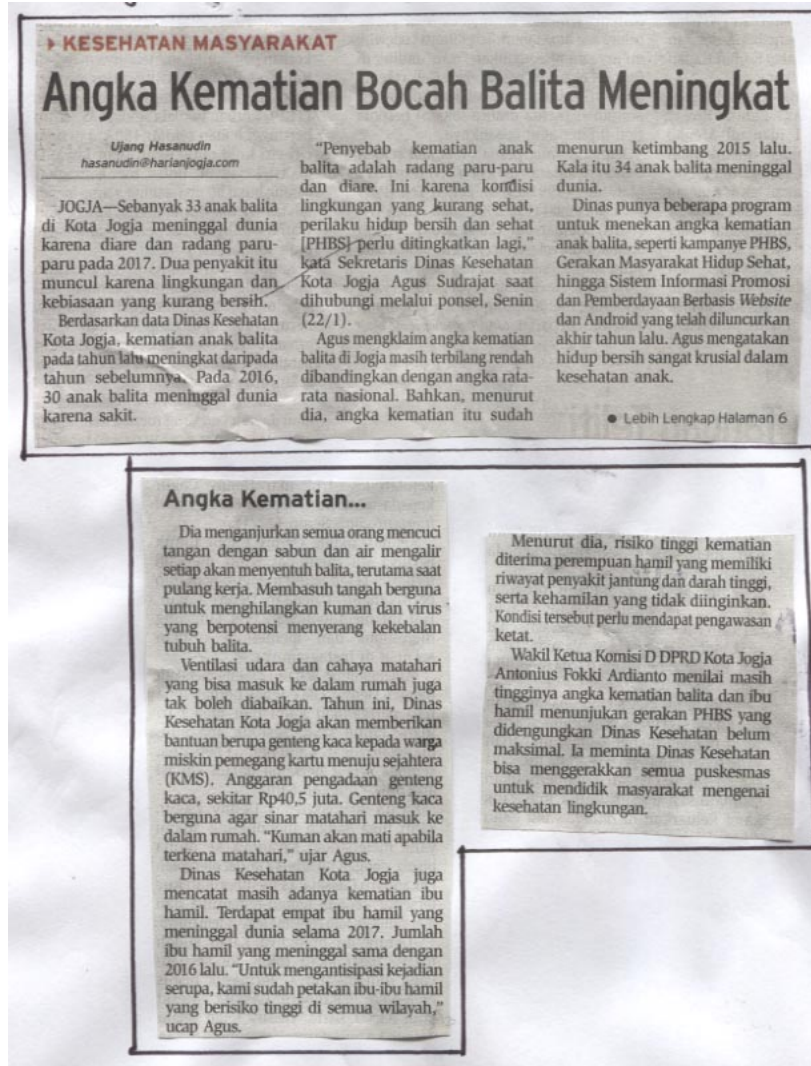 KESEHATAN MASYARAKAT
Angka Kematian Bocah Balita Meningkat
Ujang Hasanudin
hasanudin@harianjogja.com
JOGJA—Sebanyak 33 anak balita
di Kota Jogja meninggal dunia
karena diare dan radang paru-
paru pada 2017. Dua penyakit itu
muncul karena lingkungan dan
kebiasaan yang kurang bersih.
Berdasarkan data Dinas Kesehatan
Kota Jogja, kematian anak balita
pada tahun lalu meningkat daripada
tahun sebelumnya. Pada 2016,
30 anak balita meninggal dunia
karena sakit.
"Penyebab kematian anak
balita adalah radang paru-paru
dan diare. Ini karena kondisi
lingkungan yang kurang sehat,
perilaku hidup bersih dan sehat
[PHBS] perlu ditingkatkan lagi,"
kata Sekretaris Dinas Kesehatan
Kota Jogja Agus Sudrajat saat
dihubungi melalui ponsel, Senin
(22/1).
Agus mengklaim angka kematian
balita di Jogja masih terbilang rendah
dibandingkan dengan angka rata-
rata nasional. Bahkan, menurut
dia, angka kematian itu sudah
menurun ketimbang 2015 lalu.
Kala itu 34 anak balita meninggal
dunia.
Dinas punya beberapa program
untuk menekan angka kematian
anak balita, seperti kampanye PHBS,
Gerakan Masyarakat Hidup Sehat,
hingga Sistem Informasi Promosi
dan Pemberdayaan Berbasis Website
dan Android yang telah diluncurkan
akhir tahun lalu. Agus mengatakan
hidup bersih sangat krusial dalam
kesehatan anak.
● Lebih Lengkap Halaman 6
Angka Kematian...
Dia menganjurkan semua orang mencuci
tangan dengan sabun dan air mengalir
setiap akan menyentuh balita, terutama saat
pulang kerja. Membasuh tangah berguna
untuk menghilangkan kuman dan virus
yang berpotensi menyerang kekebalan
tubuh balita.
Ventilasi udara dan cahaya matahari
yang bisa masuk ke dalam rumah juga
tak boleh diabaikan. Tahun ini, Dinas
Kesehatan Kota Jogja akan memberikan
bantuan berupa genteng kaca kepada warga
miskin pemegang kartu menuju sejahtera
(KMS). Anggaran pengadaan genteng
kaca, sekitar Rp40,5 juta. Genteng kaca
berguna agar sinar matahari masuk ke
dalam rumah. "Kuman akan mati apabila
terkena matahari," ujar Agus.
Dinas Kesehatan Kota Jogja juga
mencatat masih adanya kematian ibu
hamil. Terdapat empat ibu hamil yang
meninggal dunia selama 2017. Jumlah
ibu hamil yang meninggal sama dengan
2016 lalu. "Untuk mengantisipasi kejadian
serupa, kami sudah petakan ibu-ibu hamil
yang berisiko tinggi di semua wilayah,"
ucap Agus.
Menurut dia, risiko tinggi kematian
diterima perempuan hamil yang memiliki
riwayat penyakit jantung dan darah tinggi,
serta kehamilan yang tidak diinginkan.
Kondisi tersebut perlu mendapat pengawasan
ketat.
Wakil Ketua Komisi D DPRD Kota Jogja
Antonius Fokki Ardianto menilai masih
tingginya angka kematian balita dan ibu
hamil menunjukan gerakan PHBS yang
didengungkan Dinas Kesehatan belum
maksimal. Ia meminta Dinas Kesehatan
bisa menggerakkan semua puskesmas
untuk mendidik masyarakat mengenai
kesehatan lingkungan.